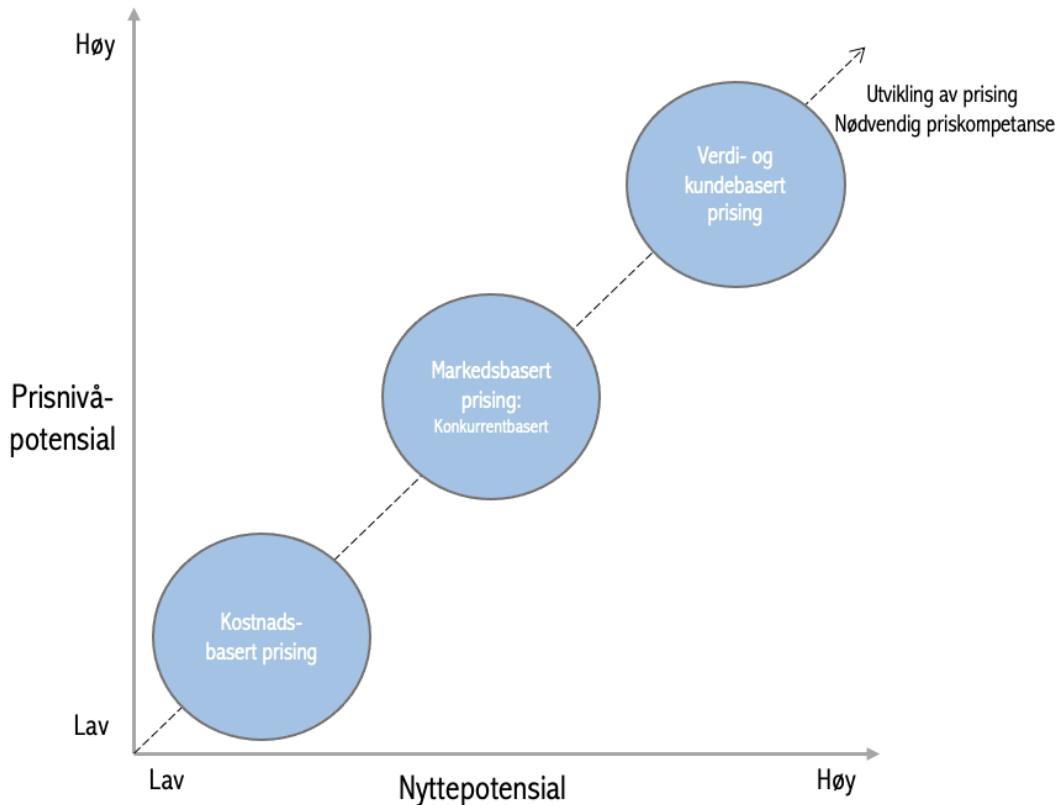 Høy
Utvikling av prising
Nødvendig priskompetanse
Verdi- og
kundebasert
prising
Markedsbasert
prising:
Konkurrentbasert
Prisnivå-
potensial
Kostnads-
basert prising
Lav
Lav
Nyttepotensial
Høy